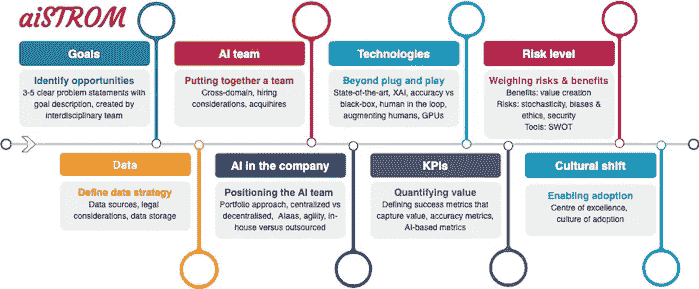 aiSTROM
Goals
Identify opportunities
3-5 clear problem statements with
goal description, created by
interdisciplinary team
AI team
Putting together a team
Cross-domain, hiring
considerations, acquihires
Technologies
Beyond plug and play
State-of-the-art, XAI, accuracy vs
black-box, human in the loop,
augmenting humans, GPUs
Risk level
Weighing risks & benefits
Benefits: value creation
Risks: stochasticity, biases &
ethics, security
Tools: SWOT
Data
Define data strategy
Data sources, legal
considerations, data storage
AI in the company
Positioning the AI team
Portfolio approach, centralized vs
decentralised, AIaas, agility, in-
house versus outsourced
KPIs
Quantifying value
Defining success metrics that
capture value, accuracy metrics,
AI-based metrics
Cultural shift
Enabling adoption
Centre of excellence,
culture of adoption